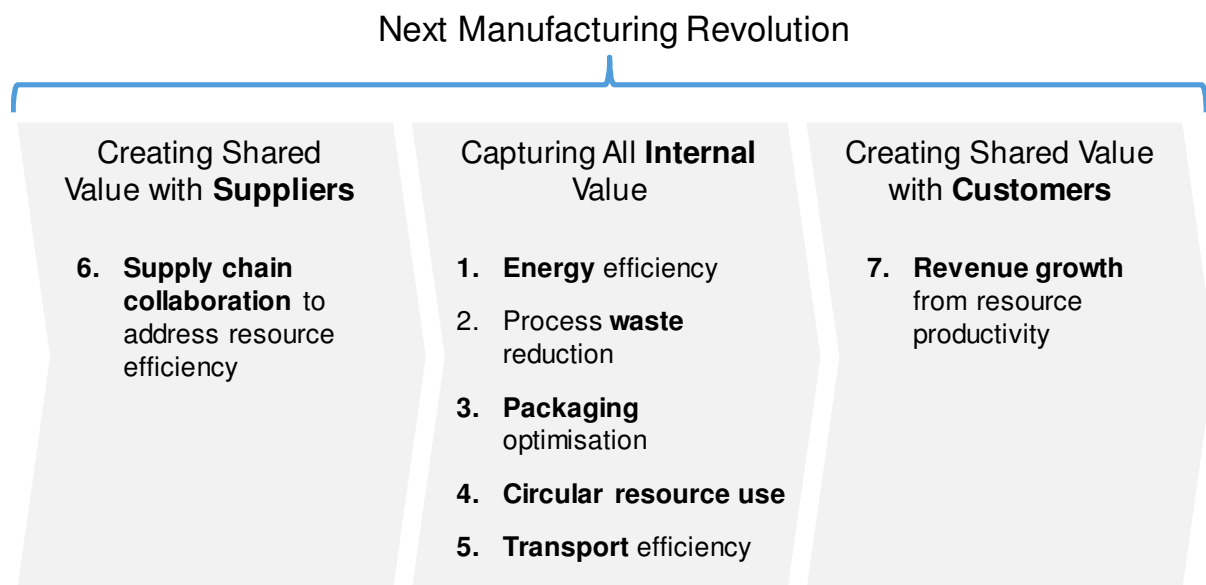 Next Manufacturing Revolution
Creating Shared
Value with Suppliers
6. Supply chain
collaboration to
address resource
efficiency
Capturing All Internal
Value
1. Energy efficiency
2. Process waste
reduction
3. Packaging
optimisation
4. Circular resource use
5. Transport efficiency
Creating Shared Value
with Customers
7. Revenue growth
from resource
productivity